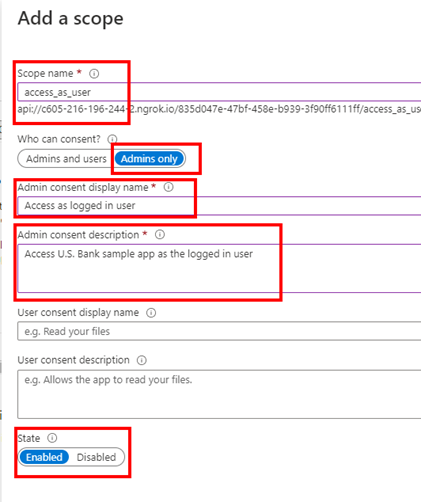 Add a scope
Scope name *
access_as_user
api://c605-216-196-244-2.ngrok.io/835d047e-47bf-458e-b939-3f90ff6111ff/access_as_us
Who can consent?
Admins and users Admins only
Admin consent display name *
Access as logged in user
Admin consent description *
Access U.S. Bank sample app as the logged in user
User consent display name
e.g. Read your files
User consent description
e.g. Allows the app to read your files.
State
Enabled Disabled